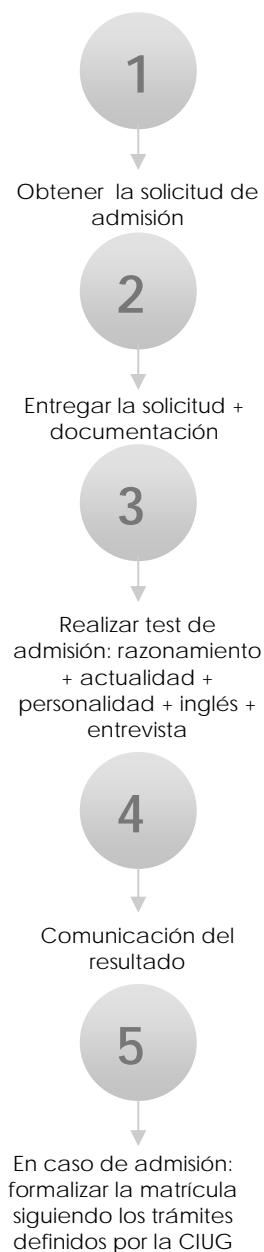 1
Obtener la solicitud de
admisión
2
Entregar la solicitud +
documentación
3
Realizar test de
admisión: razonamiento
+ actualidad +
personalidad + inglés +
entrevista
4
Comunicación del
resultado
5
En caso de admisión:
formalizar la matrícula
siguiendo los trámites
definidos por la CIUG